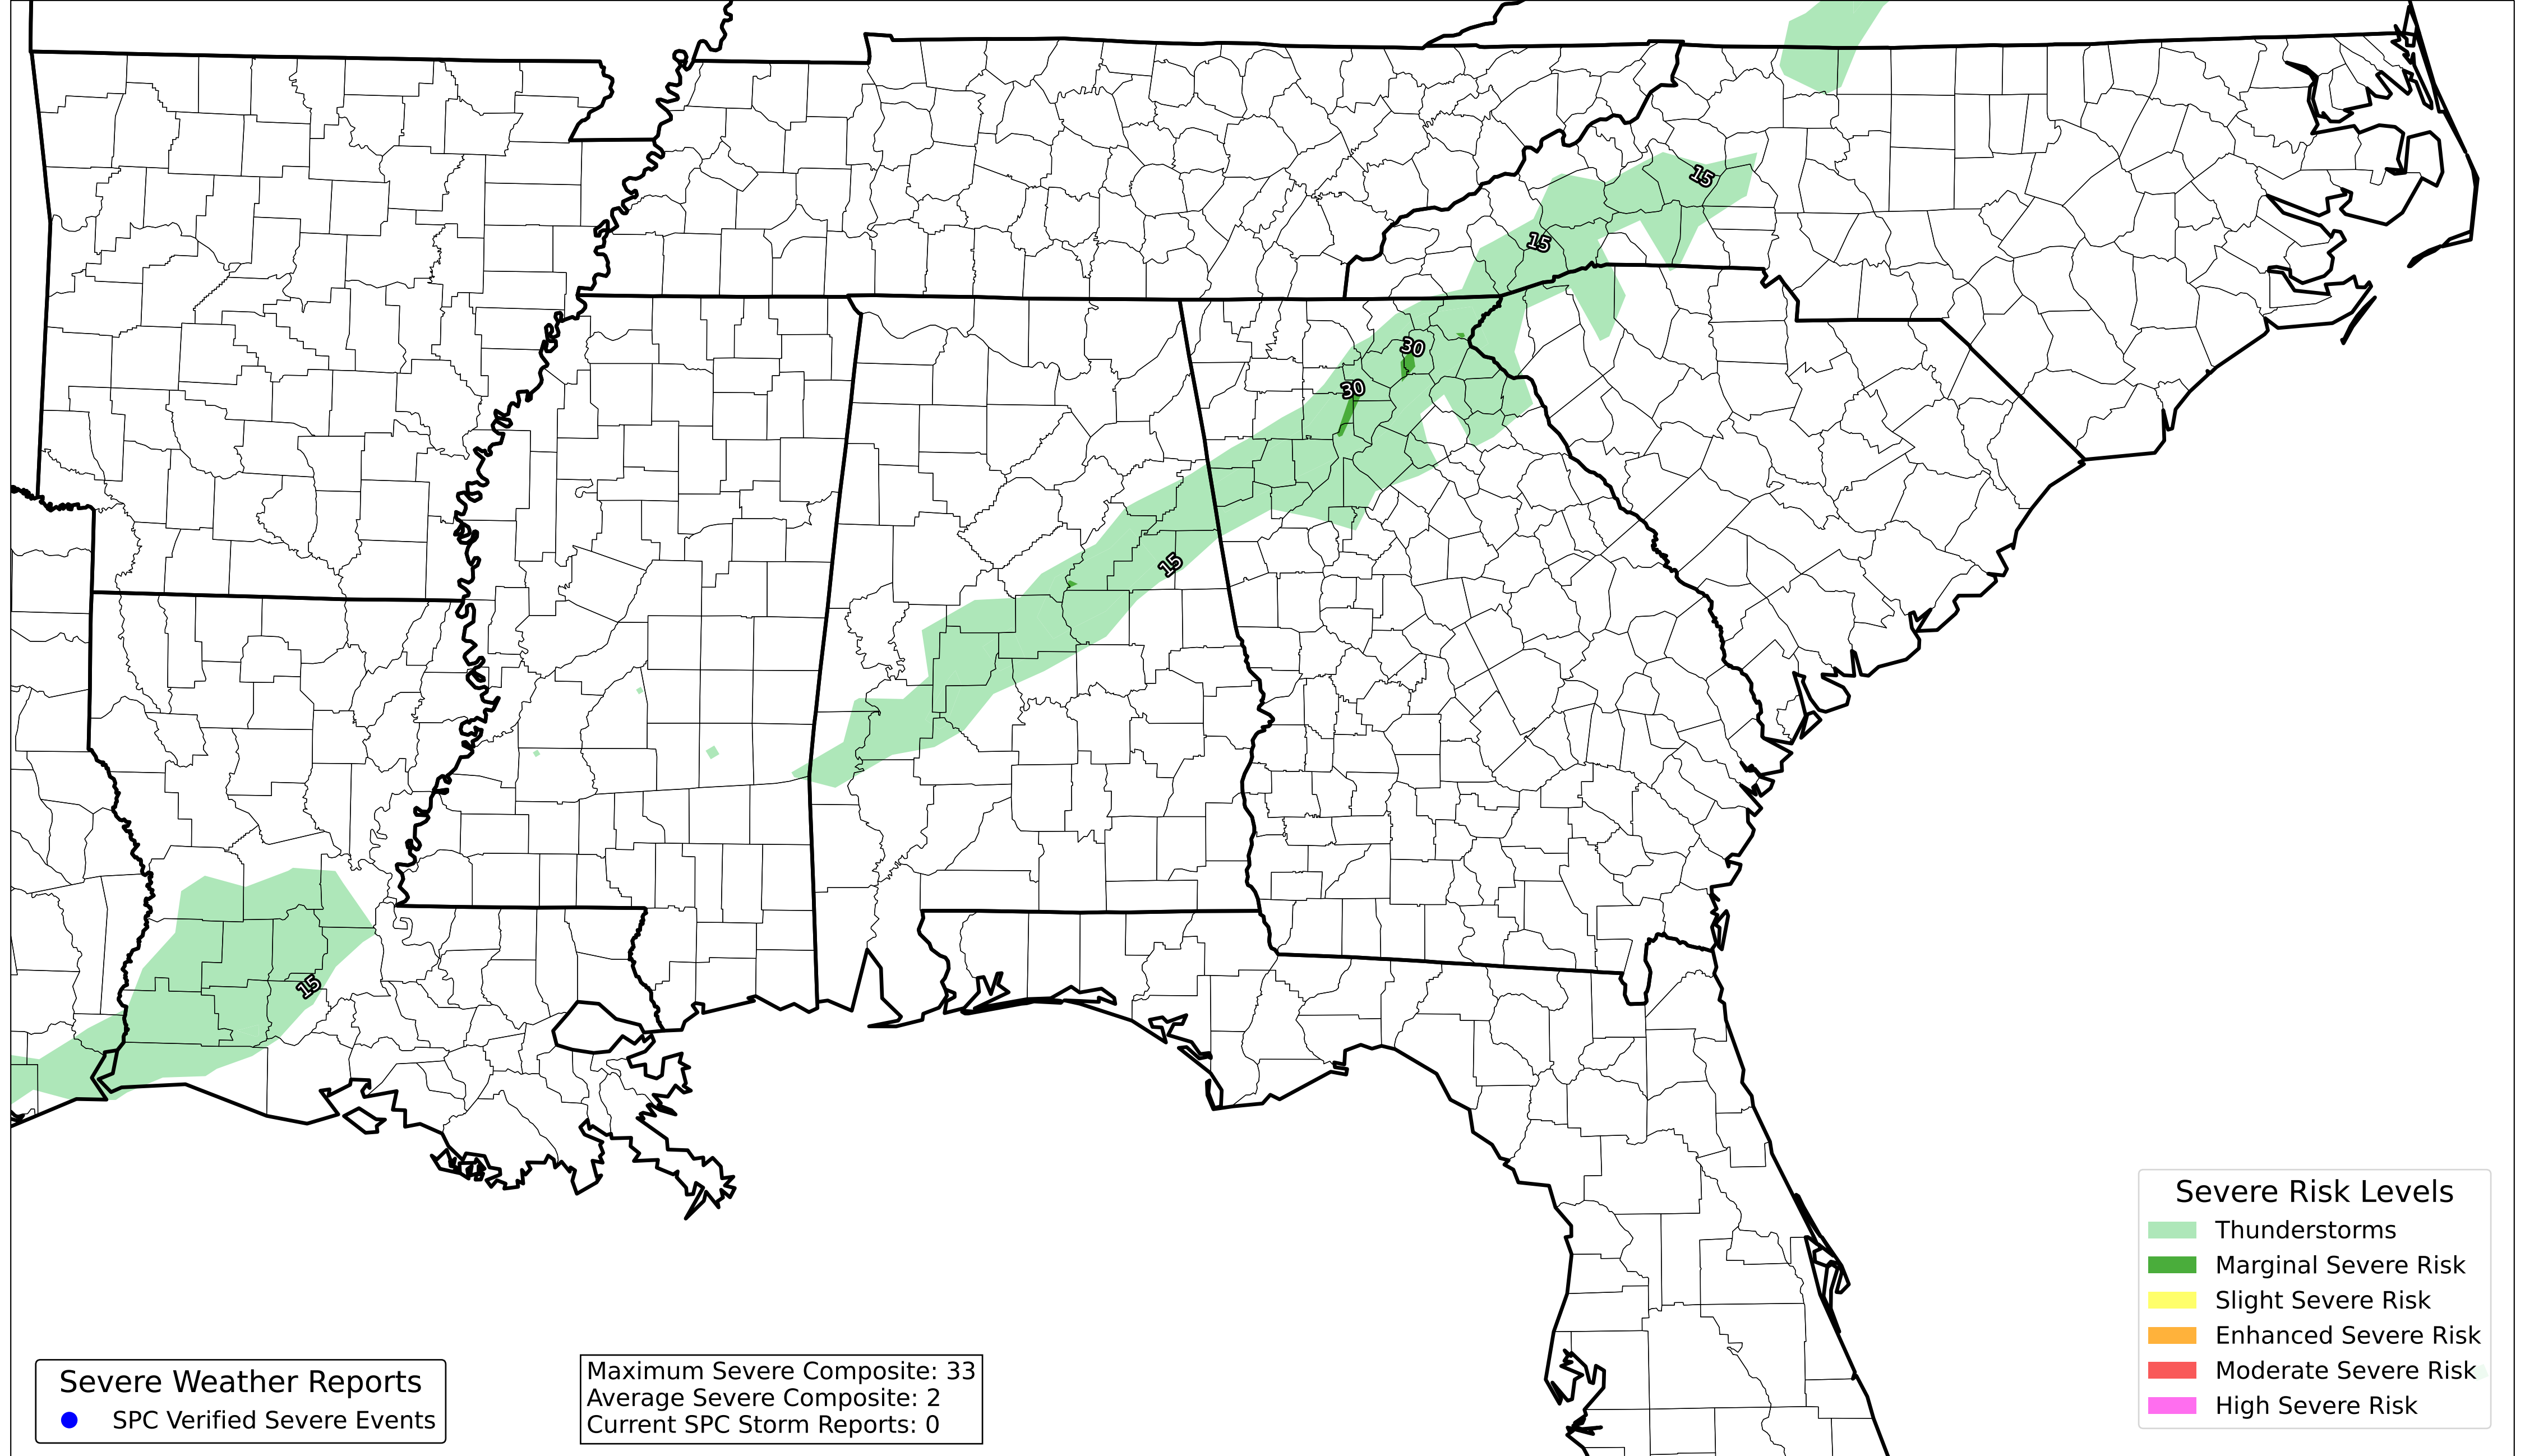 15
15
30
30
15
15
Severe Risk Levels
Thunderstorms
Marginal Severe Risk
Slight Severe Risk
Enhanced Severe Risk
Moderate Severe Risk
High Severe Risk
Severe Weather Reports
SPC Verified Severe Events
Maximum Severe Composite: 33
Average Severe Composite: 2
Current SPC Storm Reports: 0